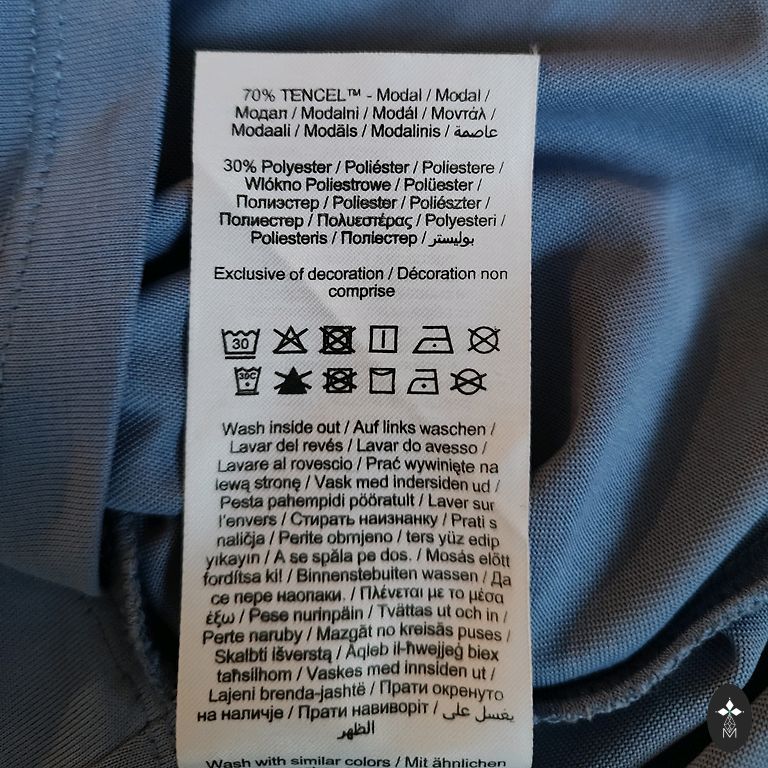 70% TENCEL™ - Modal / Modal /
Модал / Modalni / Modál / Μοντάλ /
Modaali / Modāls / Modalinis / عاصمة
30% Polyester / Poliéster / Poliestere /
Włókno Poliestrowe / Polüester /
Полиэстер / Poliester / Poliészter /
Полиестер / Πολυεστέρας / Polyesteri /
Poliesteris / Поліестер / بوليستر
Exclusive of decoration / Décoration non
comprise
30
30C
Wash inside out / Auf links waschen /
Lavar del revés / Lavar do avesso /
Lavare al rovescio / Prać wywinięte na
lewą stronę / Vask med indersiden ud /
Pesta pahempidi pööratult / Laver sur
l'envers / Стирать наизнанку / Prati s
naličja / Perite obrnjeno / ters yüz edip
yıkayın / A se spăla pe dos. / Mosás előtt
fordítsa ki! / Binnenstebuiten wassen / Да
се пере наопаки. / Πλένεται με το μέσα
έξω / Pese nurinpäin / Tvättas ut och in /
Perte naruby / Mazgāt no kreisās puses /
Skalbti išverstą / Aqleb il-ħwejjeġ biex
taħsilhom / Vaskes med innsiden ut /
Lajeni brenda-jashtë / Прати окренуто
на наличје / Прати навиворіт / يغسل على
الظهر
Wash with similar colors / Mit ähnlichen
M